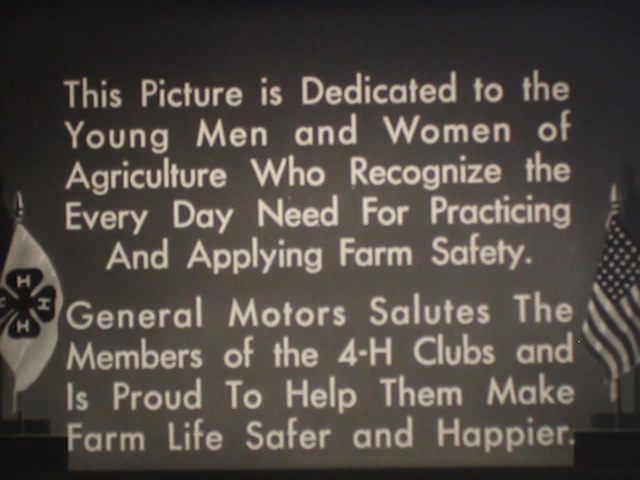 This Picture is Dedicated to the
Young Men and Women of
Agriculture Who Recognize the
Every Day Need For Practicing
And Applying Farm Safety.
General Motors Salutes The
Members of the 4-H Clubs and
Is Proud To Help Them Make
Farm Life Safer and Happier.
H
H
H
H